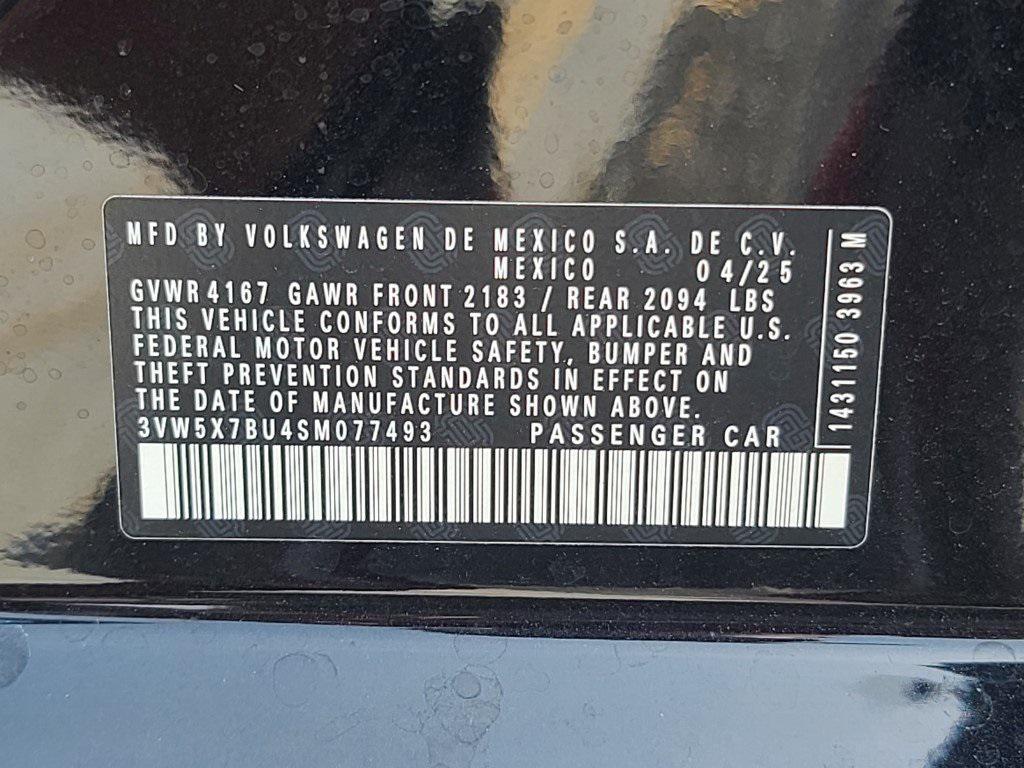 MFD BY VOLKSWAGEN DE MEXICO S.A. DE C.V.
MEXICO 04/25
GVWR 4167 GAWR FRONT 2183 / REAR 2094 LBS
THIS VEHICLE CONFORMS TO ALL APPLICABLE U.S.
FEDERAL MOTOR VEHICLE SAFETY, BUMPER AND
THEFT PREVENTION STANDARDS IN EFFECT ON
THE DATE OF MANUFACTURE SHOWN ABOVE.
3VW5X7BU4SM077493 PASSENGER CAR
1431150 3963 M